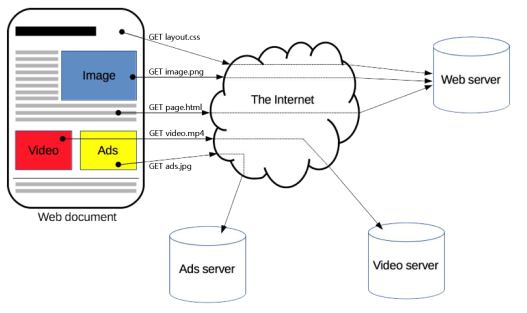 GET layout.css
Image
GET image.png
The Internet
Web server
GET page.html
Video
Ads
GET video.mp4
GET ads.jpg
Web document
Ads server
Video server